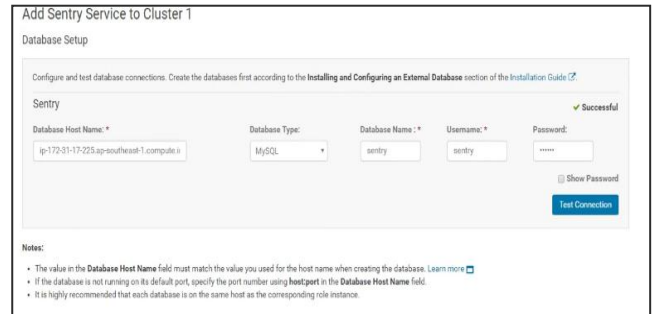 Add Sentry Service to Cluster 1
Database Setup
Configure and test database connections. Create the databases first according to the Installing and Configuring an External Database section of the Installation Guide.
Sentry
✓ Successful
Database Host Name: * Database Type: Database Name : * Username: * Password:
ip-172-31-17-225.ap-southeast-1.compute.i MySQL sentry sentry ••••••
Show Password
Test Connection
Notes:
• The value in the Database Host Name field must match the value you used for the host name when creating the database. Learn more
• If the database is not running on its default port, specify the port number using host:port in the Database Host Name field.
• It is highly recommended that each database is on the same host as the corresponding role instance.